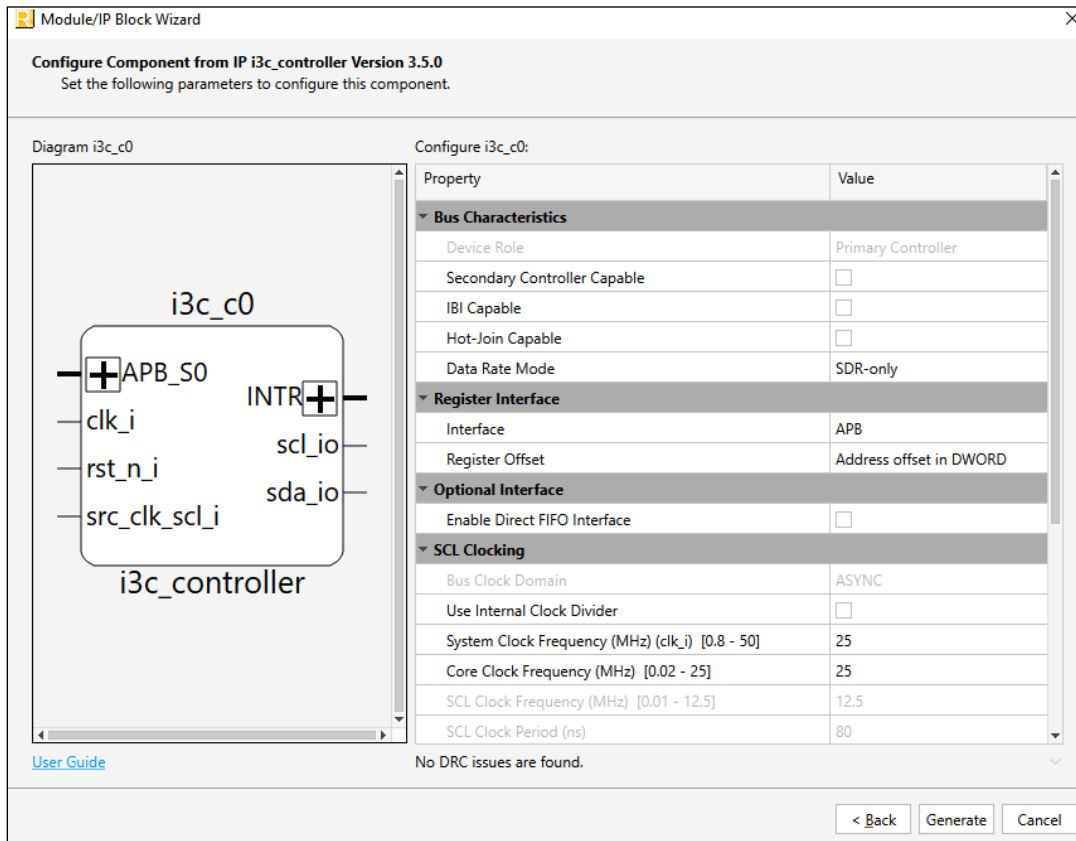 Module/IP Block Wizard
Configure Component from IP i3c_controller Version 3.5.0
Set the following parameters to configure this component.
Diagram i3c_c0
i3c_c0
APB_S0
clk_i
rst_n_i
src_clk_scl_i
INTR
scl_io
sda_io
i3c_controller
User Guide
Configure i3c_c0:
Property Value
Bus Characteristics
Device Role Primary Controller
Secondary Controller Capable
IBI Capable
Hot-Join Capable
Data Rate Mode SDR-only
Register Interface
Interface APB
Register Offset Address offset in DWORD
Optional Interface
Enable Direct FIFO Interface
SCL Clocking
Bus Clock Domain ASYNC
Use Internal Clock Divider
System Clock Frequency (MHz) (clk_i) [0.8 - 50] 25
Core Clock Frequency (MHz) [0.02 - 25] 25
SCL Clock Frequency (MHz) [0.01 - 12.5] 12.5
SCL Clock Period (ns) 80
No DRC issues are found.
< Back Generate Cancel